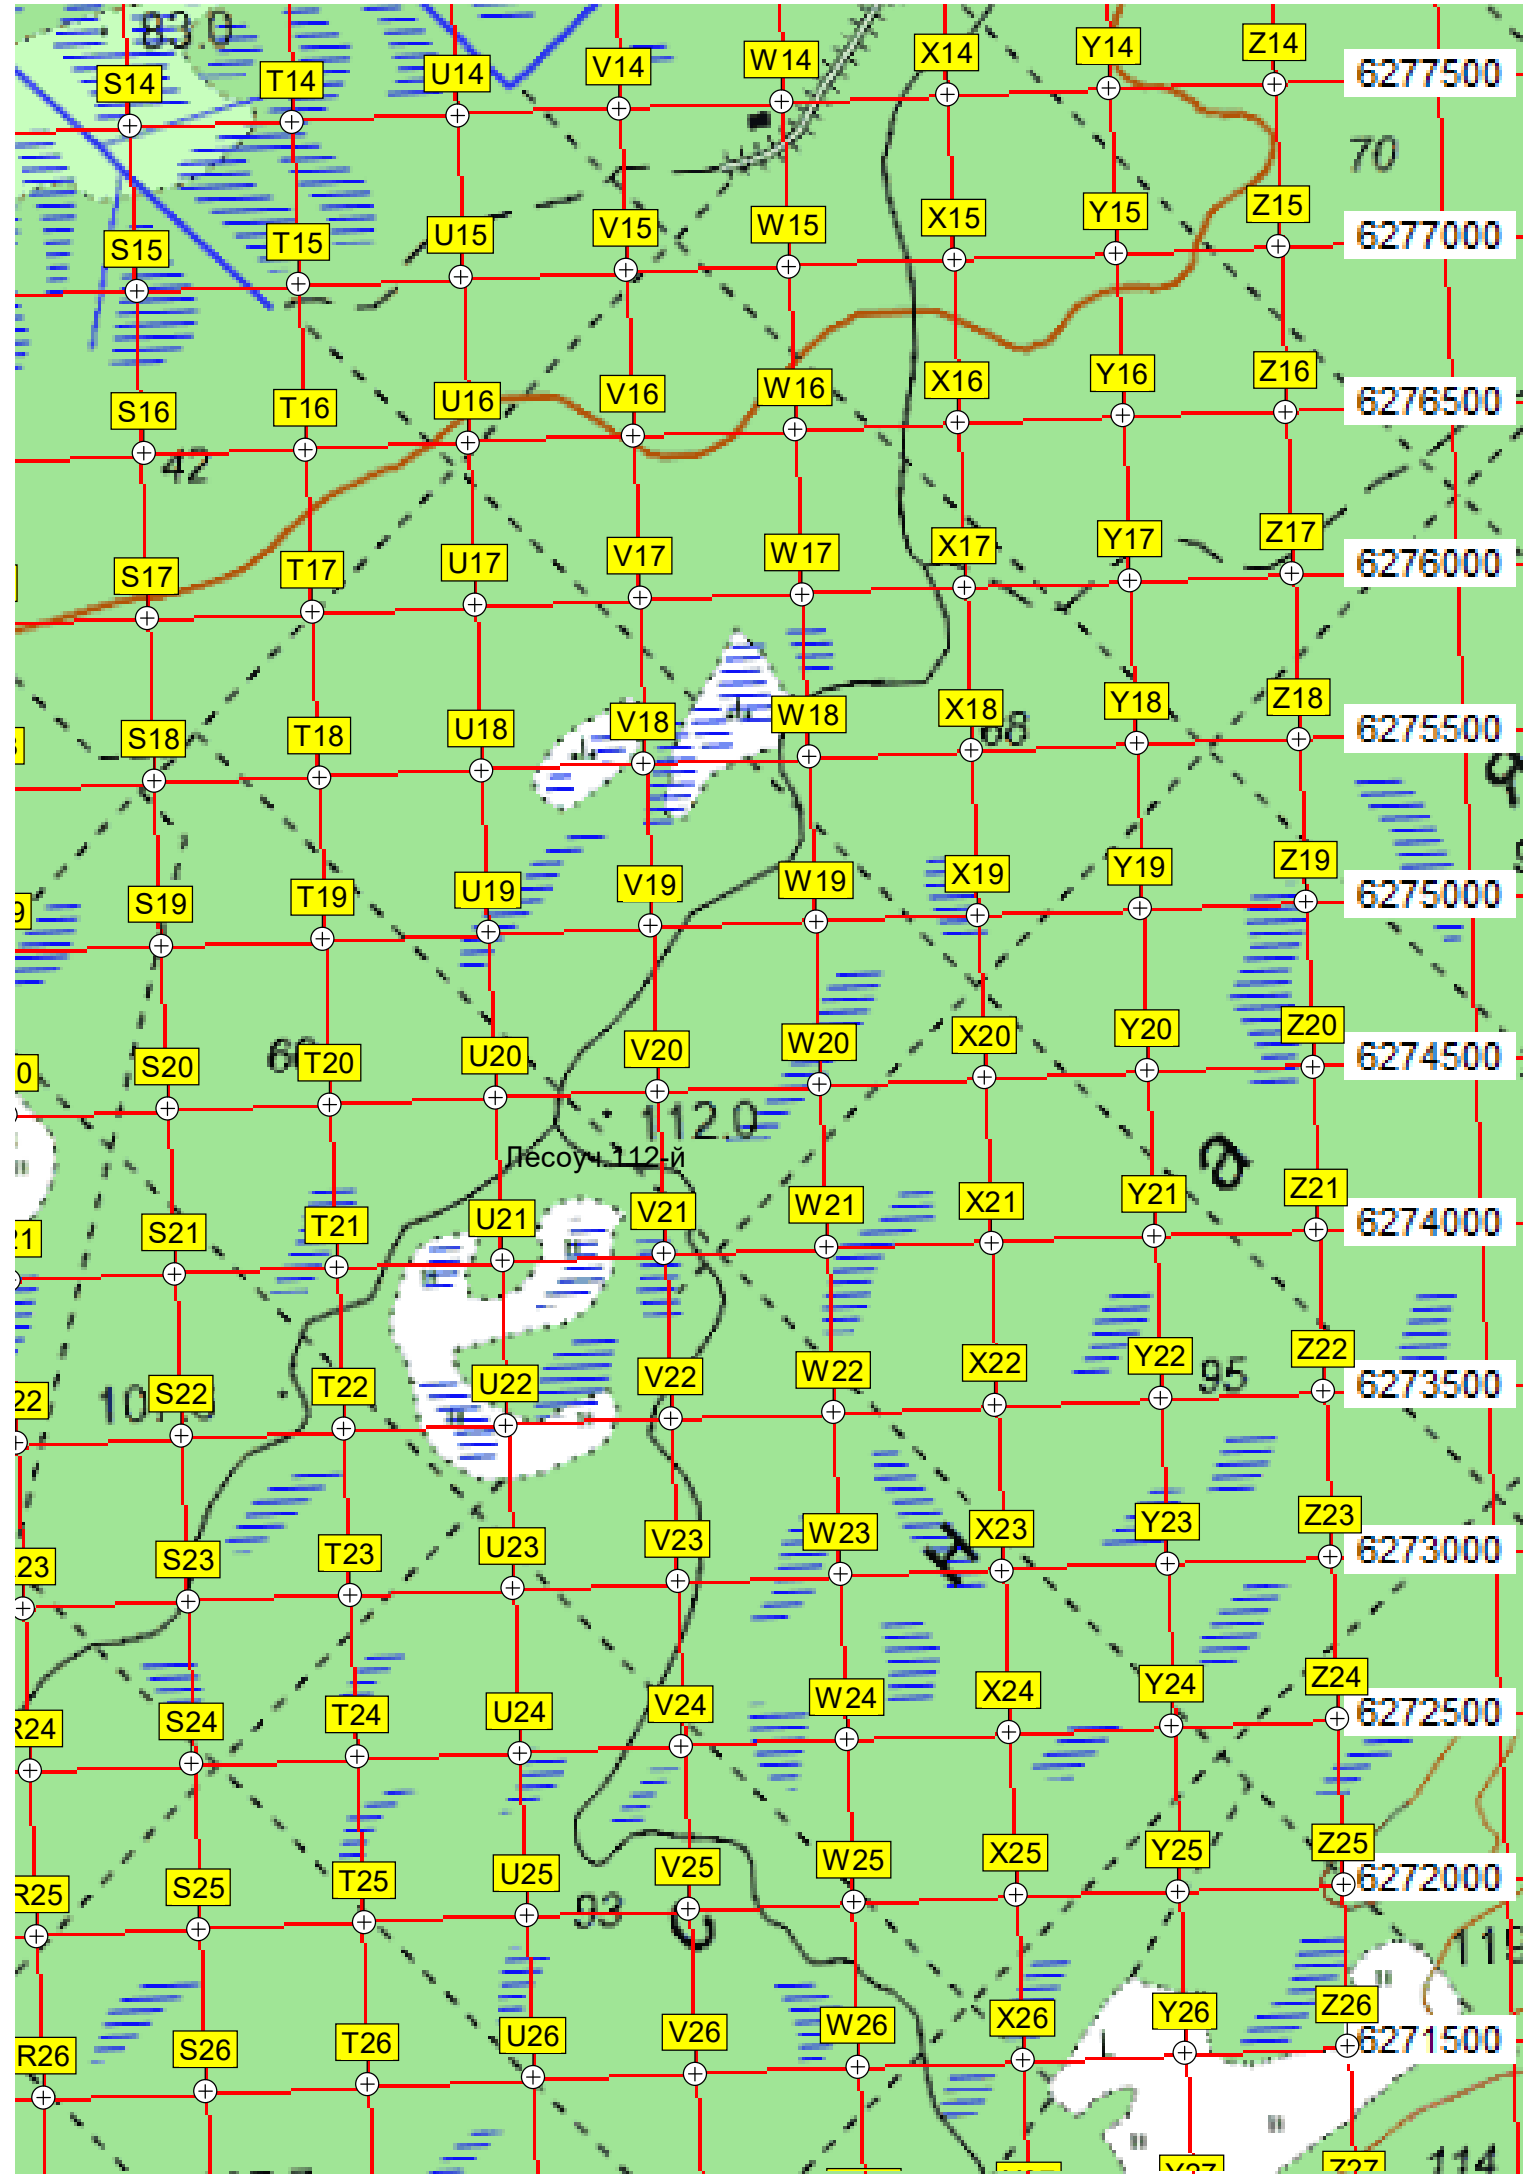 83.0
S14 T14 U14 V14 W14 X14 Y14 Z14 6277500
70
S15 T15 U15 V15 W15 X15 Y15 Z15 6277000
S16 T16 U16 V16 W16 X16 Y16 Z16 6276500
42
S17 T17 U17 V17 W17 X17 Y17 Z17 6276000
S18 T18 U18 V18 W18 X18 Y18 Z18 6275500
68
S19 T19 U19 V19 W19 X19 Y19 Z19 6275000
S20 T20 U20 V20 W20 X20 Y20 Z20 6274500
112.0
Лесоуч.112-й
а
S21 T21 U21 V21 W21 X21 Y21 Z21 6274000
S22 T22 U22 V22 W22 X22 Y22 Z22 6273500
95
S23 T23 U23 V23 W23 X23 Y23 Z23 6273000
R24 S24 T24 U24 V24 W24 X24 Y24 Z24 6272500
R25 S25 T25 U25 V25 W25 X25 Y25 Z25 6272000
93
С
R26 S26 T26 U26 V26 W26 X26 Y26 Z26 6271500
Y27 Z27
114